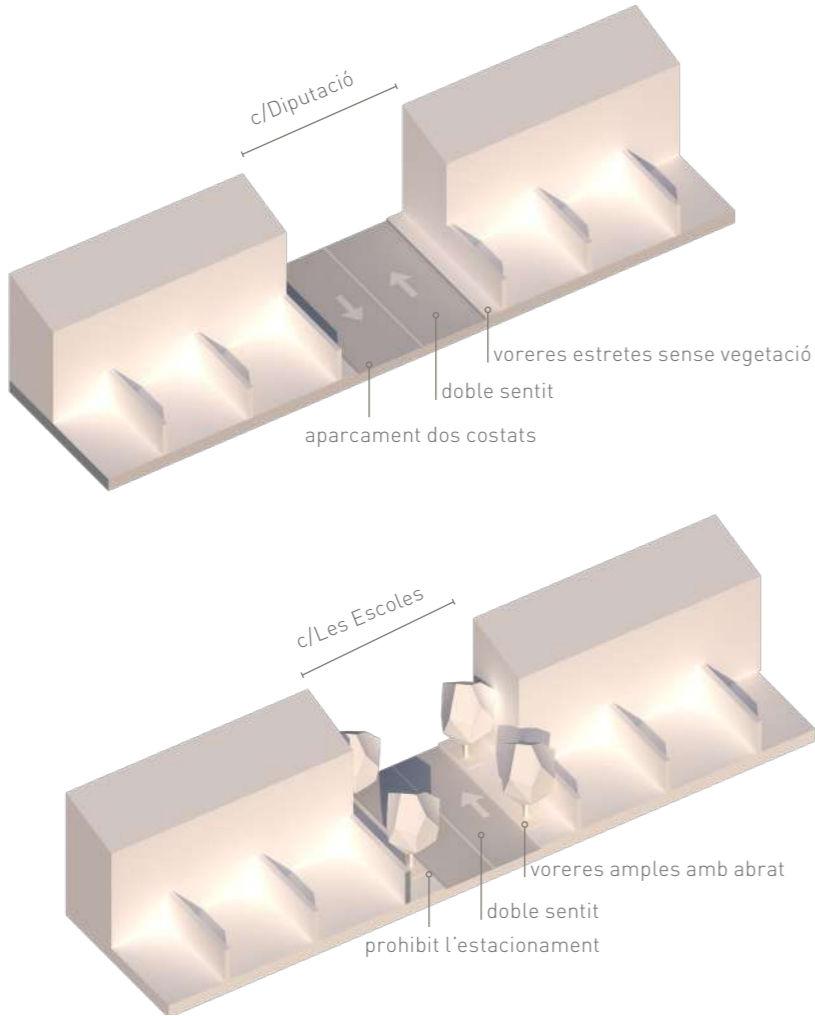 c/Diputació
voreres estretes sense vegetació
doble sentit
aparcament dos costats
c/Les Escoles
voreres amples amb abrat
doble sentit
prohibit l'estacionament